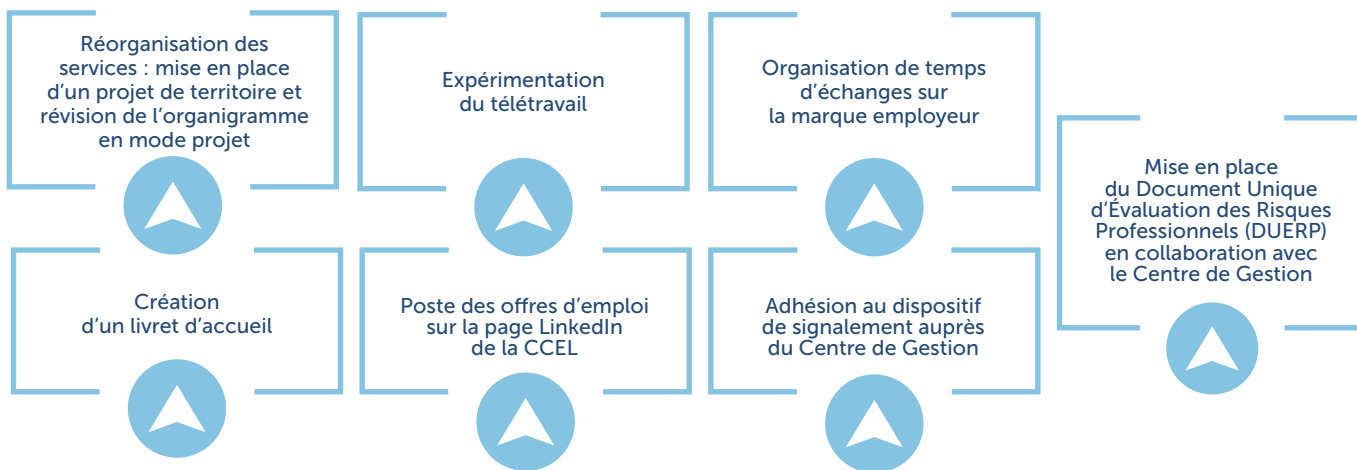 Réorganisation des
services : mise en place
d’un projet de territoire et
révision de l’organigramme
en mode projet
Expérimentation
du télétravail
Organisation de temps
d’échanges sur
la marque employeur
Mise en place
du Document Unique
d’Évaluation des Risques
Professionnels (DUERP)
en collaboration avec
le Centre de Gestion
Création
d’un livret d’accueil
Poste des offres d’emploi
sur la page LinkedIn
de la CCEL
Adhésion au dispositif
de signalement auprès
du Centre de Gestion